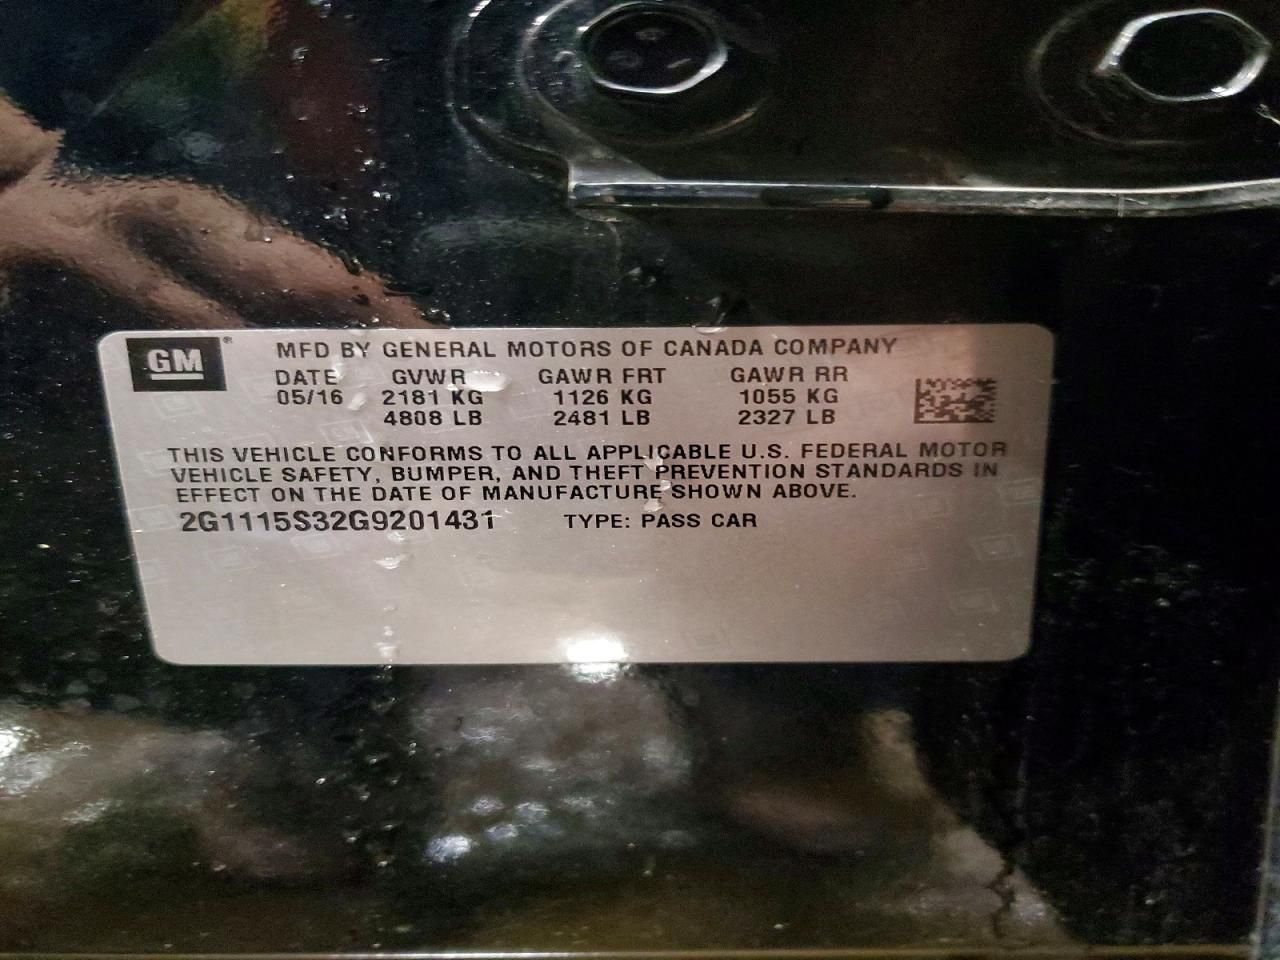 GM® MFD BY GENERAL MOTORS OF CANADA COMPANY
DATE GVWR GAWR FRT GAWR RR
05/16 2181 KG 1126 KG 1055 KG
4808 LB 2481 LB 2327 LB
THIS VEHICLE CONFORMS TO ALL APPLICABLE U.S. FEDERAL MOTOR
VEHICLE SAFETY, BUMPER, AND THEFT PREVENTION STANDARDS IN
EFFECT ON THE DATE OF MANUFACTURE SHOWN ABOVE.
2G1115S32G9201431 TYPE: PASS CAR